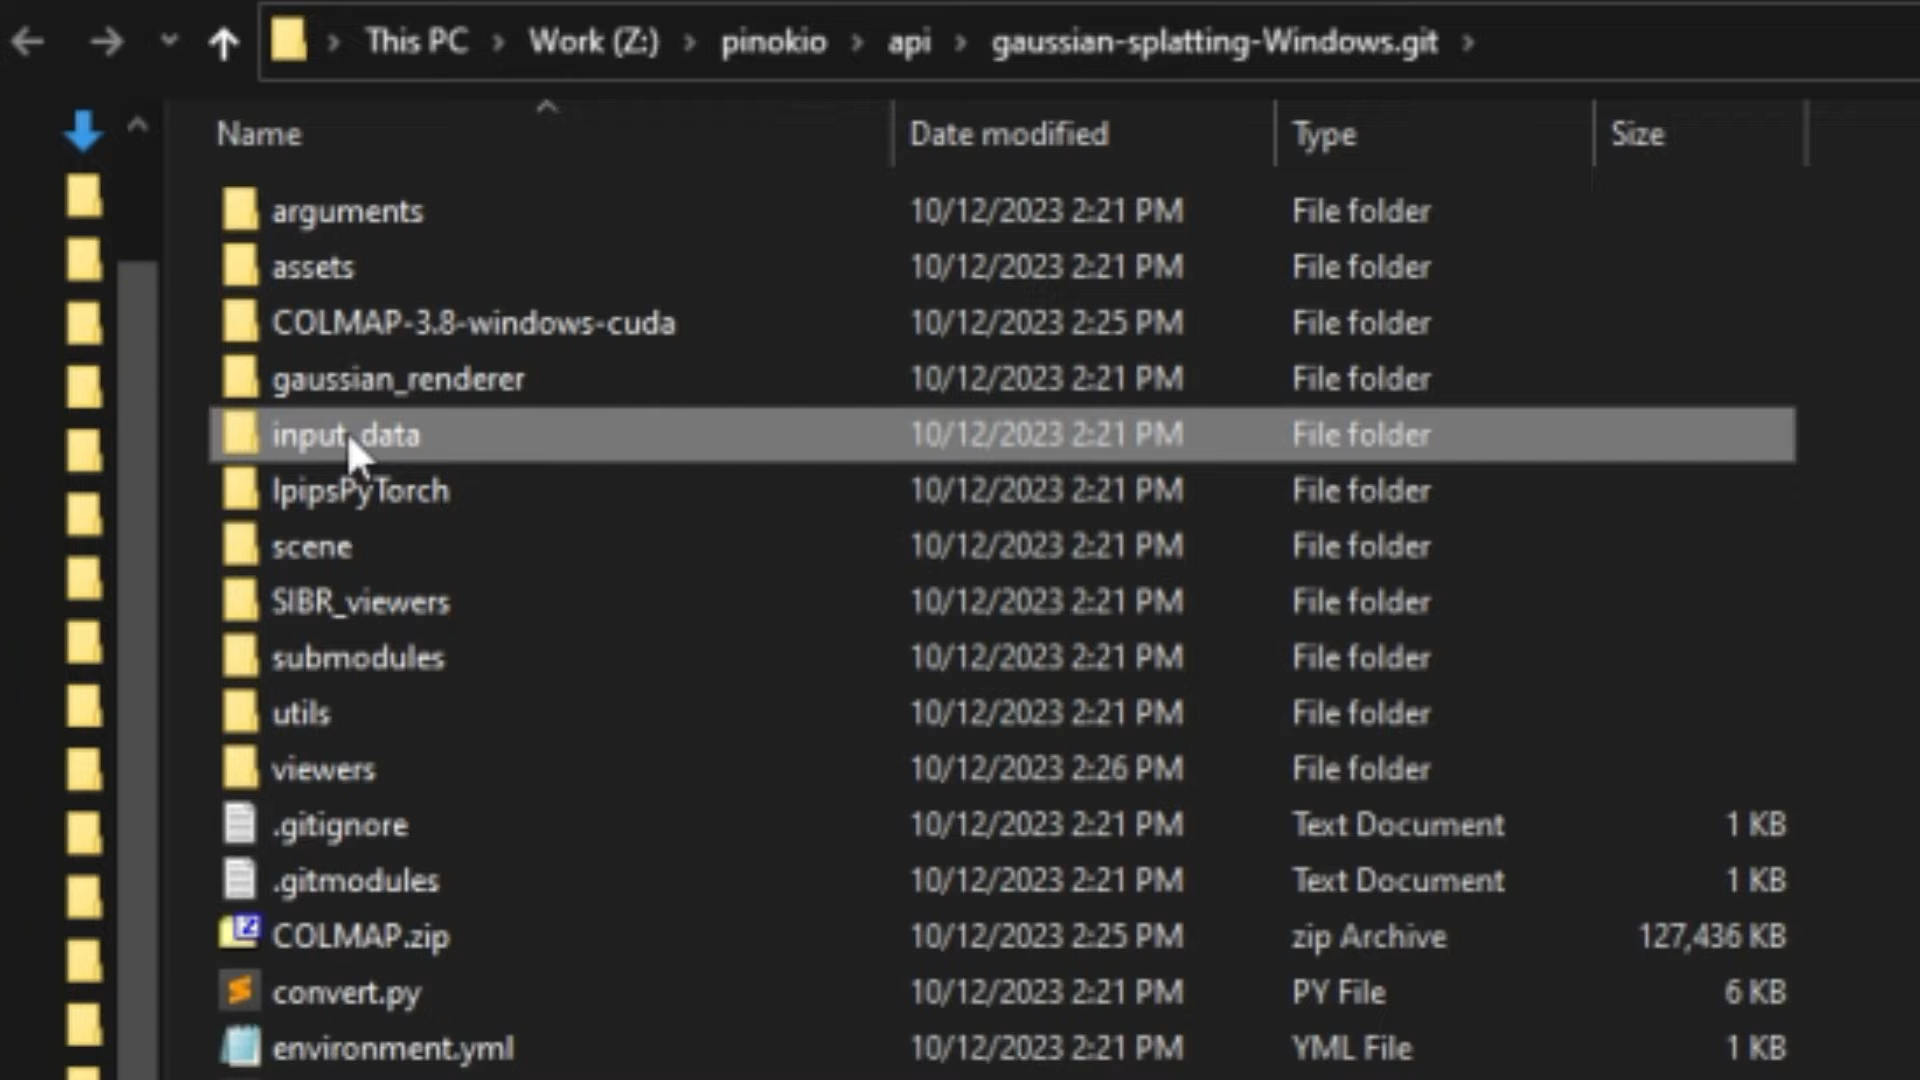 This PC > Work (Z:) > pinokio > api > gaussian-splatting-Windows.git >
Name Date modified Type Size
arguments 10/12/2023 2:21 PM File folder
assets 10/12/2023 2:21 PM File folder
COLMAP-3.8-windows-cuda 10/12/2023 2:25 PM File folder
gaussian_renderer 10/12/2023 2:21 PM File folder
input_data 10/12/2023 2:21 PM File folder
lpipsPyTorch 10/12/2023 2:21 PM File folder
scene 10/12/2023 2:21 PM File folder
SIBR_viewers 10/12/2023 2:21 PM File folder
submodules 10/12/2023 2:21 PM File folder
utils 10/12/2023 2:21 PM File folder
viewers 10/12/2023 2:26 PM File folder
.gitignore 10/12/2023 2:21 PM Text Document 1 KB
.gitmodules 10/12/2023 2:21 PM Text Document 1 KB
COLMAP.zip 10/12/2023 2:25 PM zip Archive 127,436 KB
convert.py 10/12/2023 2:21 PM PY File 6 KB
environment.yml 10/12/2023 2:21 PM YML File 1 KB